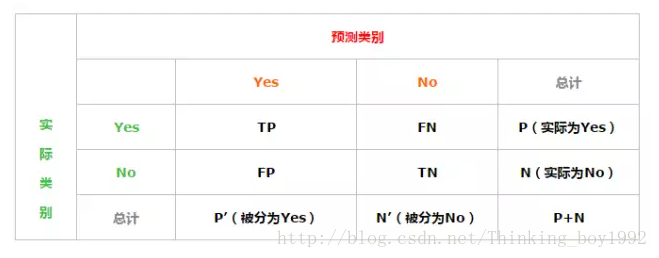 预测类别
Yes No 总计
实际类别
Yes TP FN P（实际为Yes）
No FP TN N（实际为No）
总计 P’（被分为Yes） N’（被分为No） P+N
http://blog.csdn.net/Thinking_boy1992